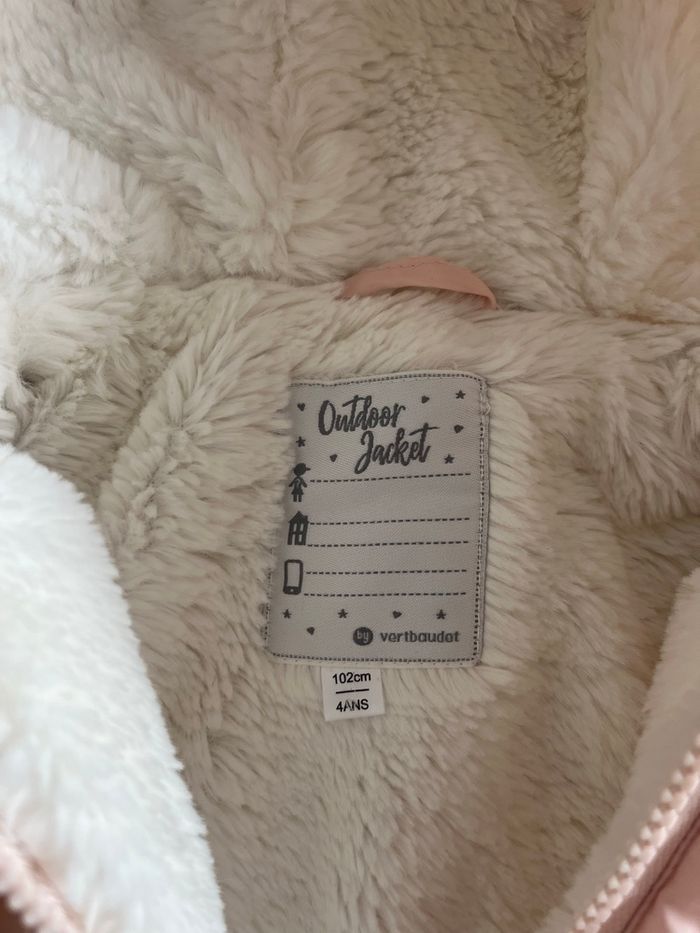 Outdoor
Jacket
by vertbaudet
102cm
4ANS